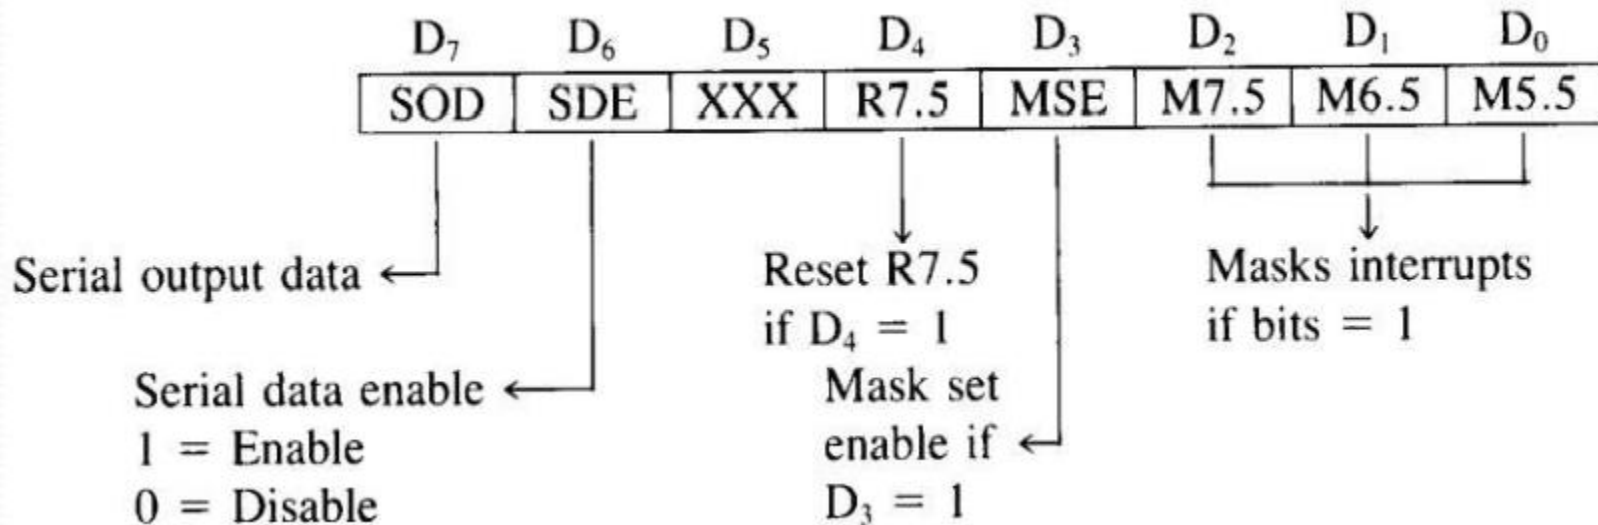 D₇ D₆ D₅ D₄ D₃ D₂ D₁ D₀
SOD SDE XXX R7.5 MSE M7.5 M6.5 M5.5
Serial output data
Reset R7.5
if D₄ = 1
Masks interrupts
if bits = 1
Serial data enable
1 = Enable
0 = Disable
Mask set
enable if
D₃ = 1